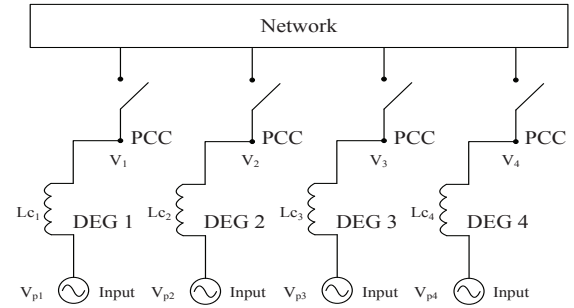 Network
PCC PCC PCC PCC
V1 V2 V3 V4
Lc1 DEG 1 Lc2 DEG 2 Lc3 DEG 3 Lc4 DEG 4
Vp1 Input Vp2 Input Vp3 Input Vp4 Input